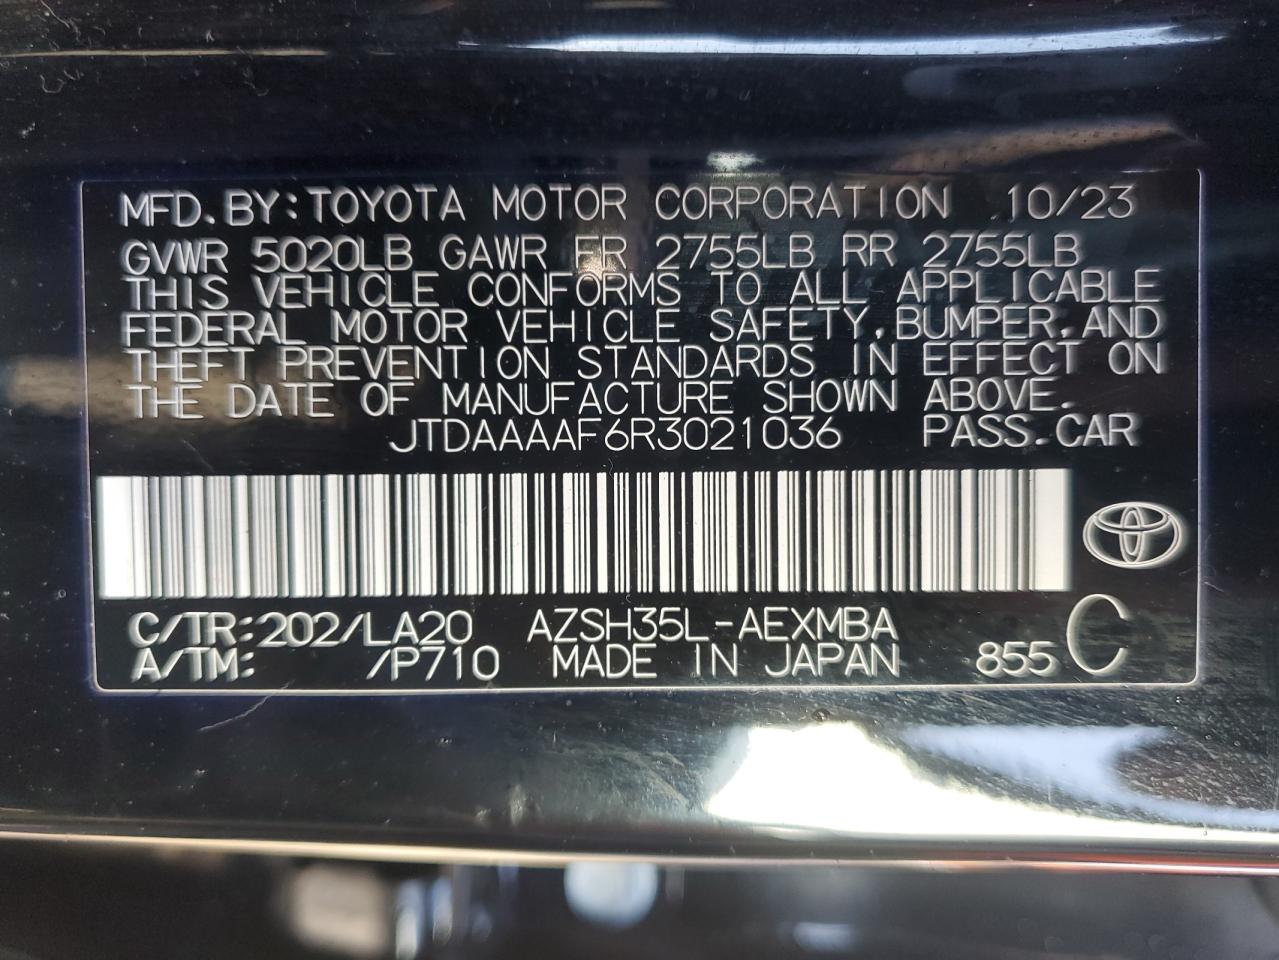 MFD.BY:TOYOTA MOTOR CORPORATION 10/23
GVWR 5020LB GAWR FR 2755LB RR 2755LB
THIS VEHICLE CONFORMS TO ALL APPLICABLE
FEDERAL MOTOR VEHICLE SAFETY,BUMPER,AND
THEFT PREVENTION STANDARDS IN EFFECT ON
THE DATE OF MANUFACTURE SHOWN ABOVE.
JTDAAAAF6R3021036 PASS.CAR
C/TR:202/LA20 AZSH35L-AEXMBA
A/TM: /P710 MADE IN JAPAN 855 C